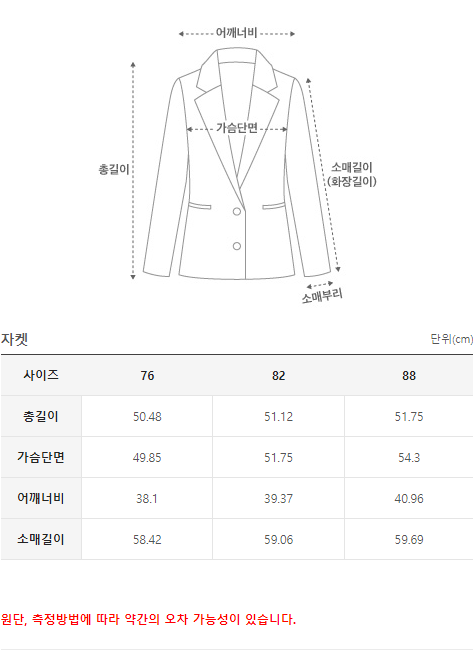 어깨너비
가슴단면
총길이
소매길이
(화장길이)
소매부리
자켓 단위(cm)
사이즈 76 82 88
총길이 50.48 51.12 51.75
가슴단면 49.85 51.75 54.3
어깨너비 38.1 39.37 40.96
소매길이 58.42 59.06 59.69
원단, 측정방법에 따라 약간의 오차 가능성이 있습니다.